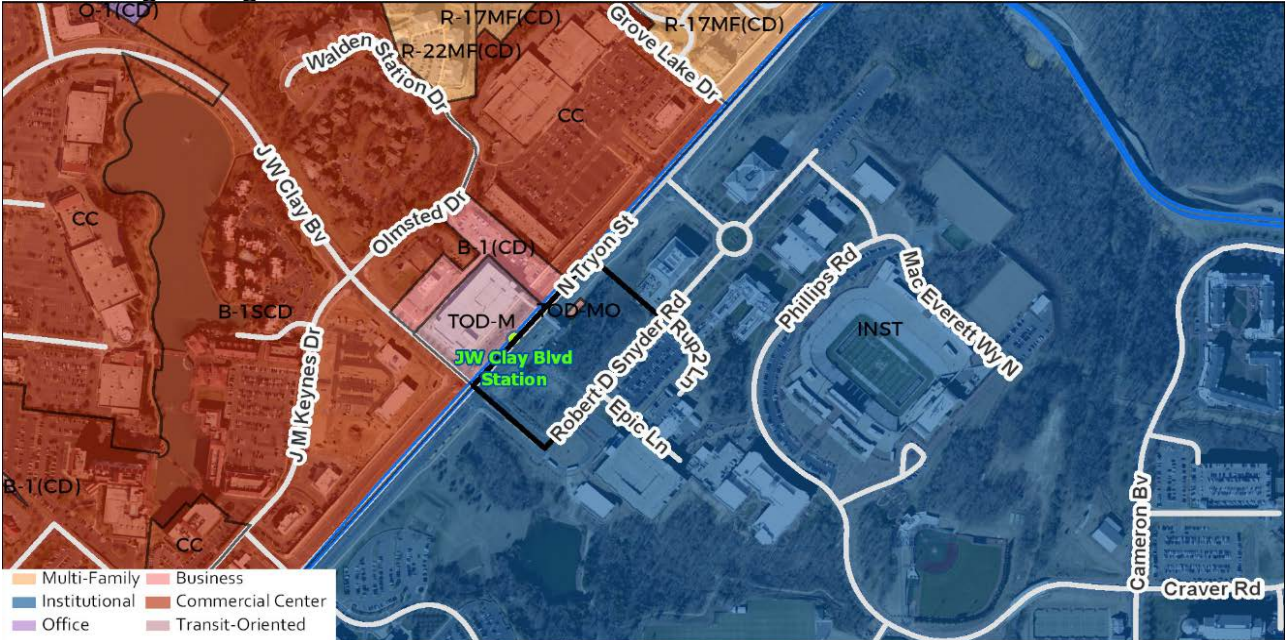 O-1(CD)
R-17MF(CD)
R-17MF(CD)
R-22MF(CD)
Walden Station Dr
Grove Lake Dr
CC
J W Clay Bv
Olmsted Dr
CC
B-1(CD)
N Tryon St
Phillips Rd
Mac Everett Wy N
B-1SCD
TOD-M
TOD-MO
INST
JW Clay Blvd
Station
Robert D Snyder Rd
Rup2 Ln
Epic Ln
J M Keynes Dr
B-1(CD)
CC
Cameron Bv
Craver Rd
Multi-Family
Business
Institutional
Commercial Center
Office
Transit-Oriented